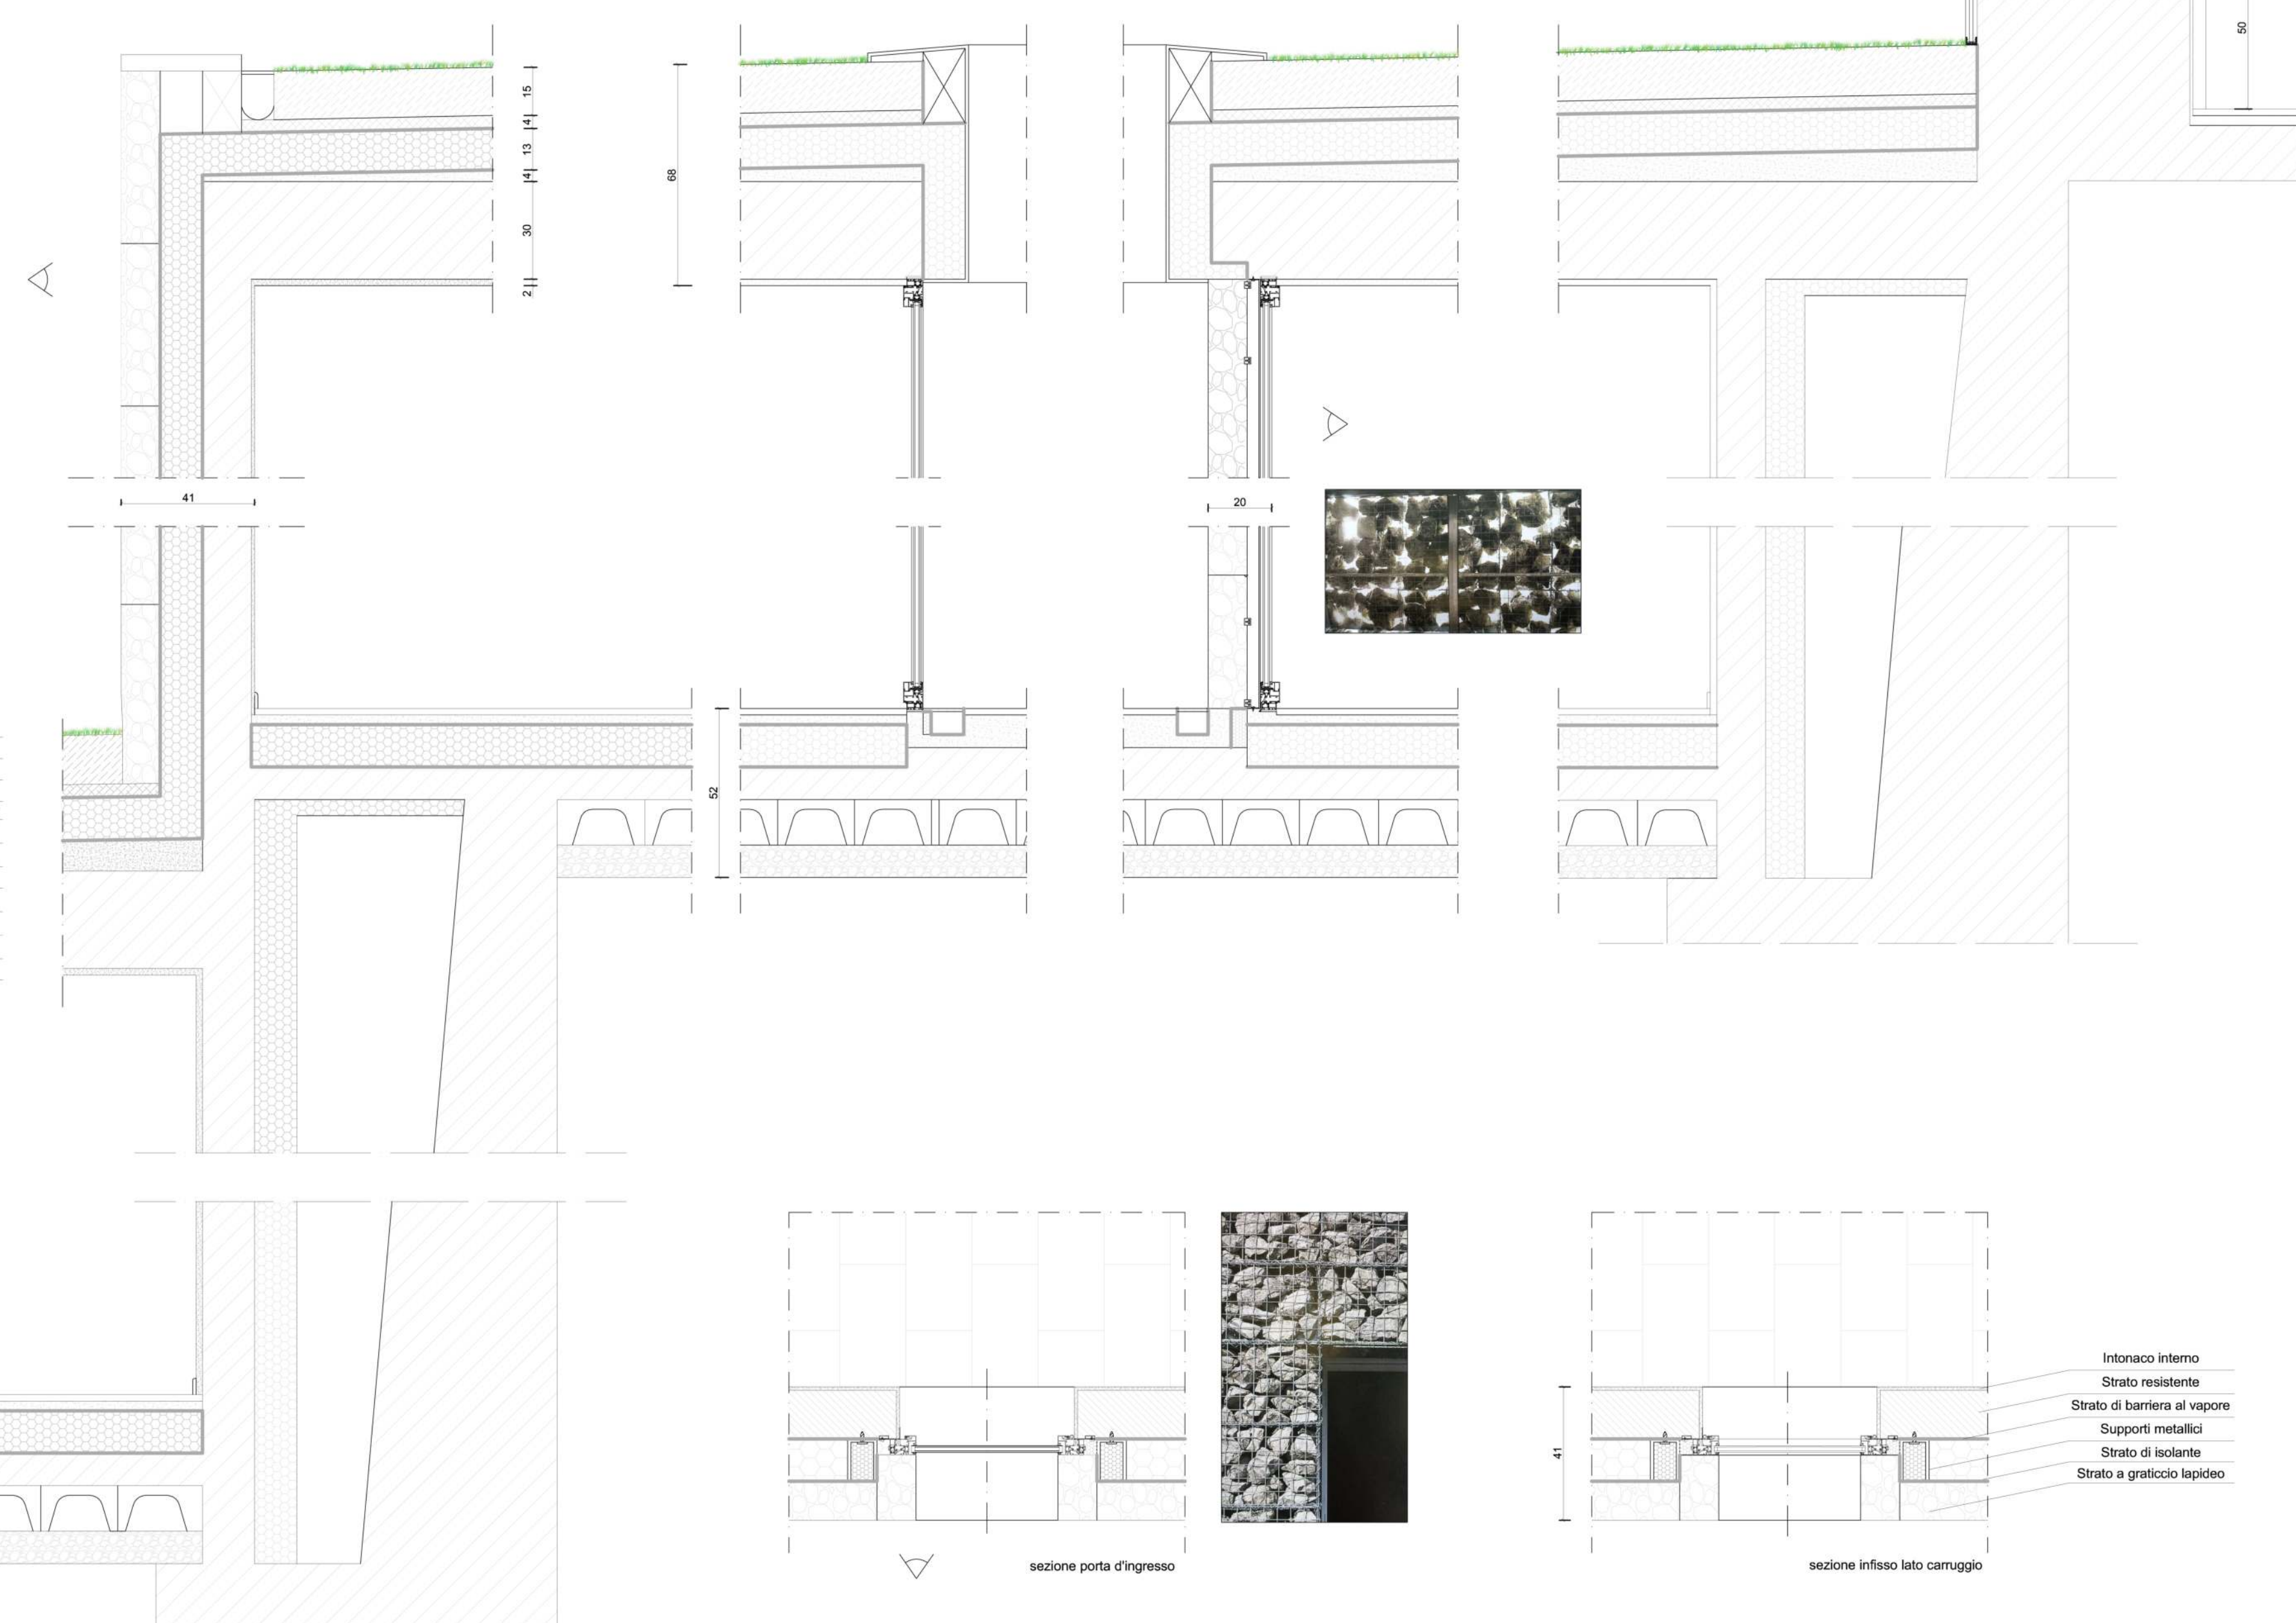 50
15
4
13
4
30
2
68
41
20
52
Intonaco interno
Strato resistente
Strato di barriera al vapore
Supporti metallici
Strato di isolante
Strato a graticcio lapideo
41
sezione porta d'ingresso
sezione infisso lato carruggio